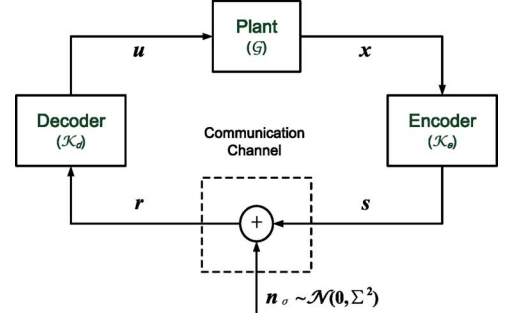 Plant
(𝒢)
u
x
Decoder
(𝒦d)
Encoder
(𝒦e)
Communication
Channel
r
+
s
nσ ~𝒩(0,Σ²)